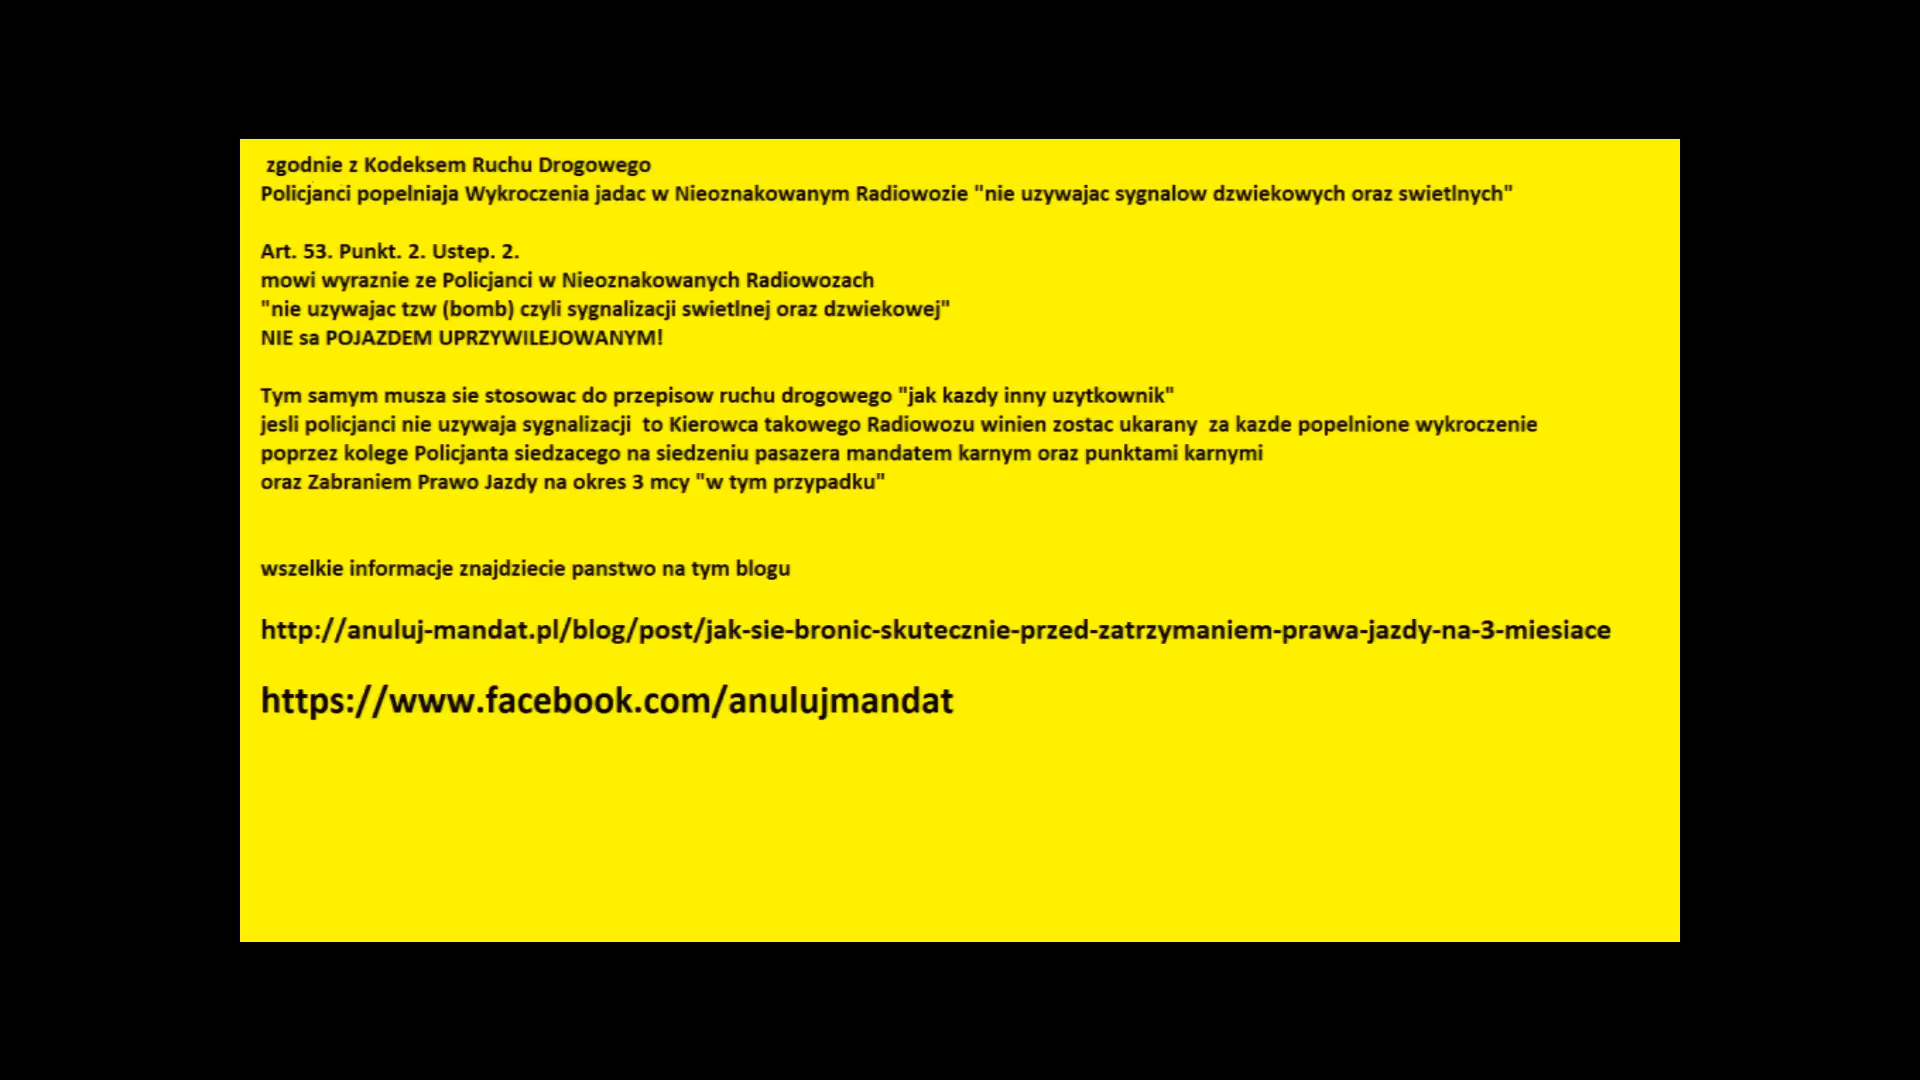 zgodnie z Kodeksem Ruchu Drogowego
Policjanci popelniaja Wykroczenia jadac w Nieoznakowanym Radiowozie "nie uzywajac sygnalow dzwiekowych oraz swietlnych"
Art. 53. Punkt. 2. Ustep. 2.
mowi wyraznie ze Policjanci w Nieoznakowanych Radiowozach
"nie uzywajac tzw (bomb) czyli sygnalizacji swietlnej oraz dzwiekowej"
NIE sa POJAZDEM UPRZYWILEJOWANYM!
Tym samym musza sie stosowac do przepisow ruchu drogowego "jak kazdy inny uzytkownik"
jesli policjanci nie uzywaja sygnalizacji  to Kierowca takowego Radiowozu winien zostac ukarany  za kazde popelnione wykroczenie
poprzez kolege Policjanta siedzacego na siedzeniu pasazera mandatem karnym oraz punktami karnymi
oraz Zabraniem Prawo Jazdy na okres 3 mcy "w tym przypadku"
wszelkie informacje znajdziecie panstwo na tym blogu
http://anuluj-mandat.pl/blog/post/jak-sie-bronic-skutecznie-przed-zatrzymaniem-prawa-jazdy-na-3-miesiace
https://www.facebook.com/anulujmandat